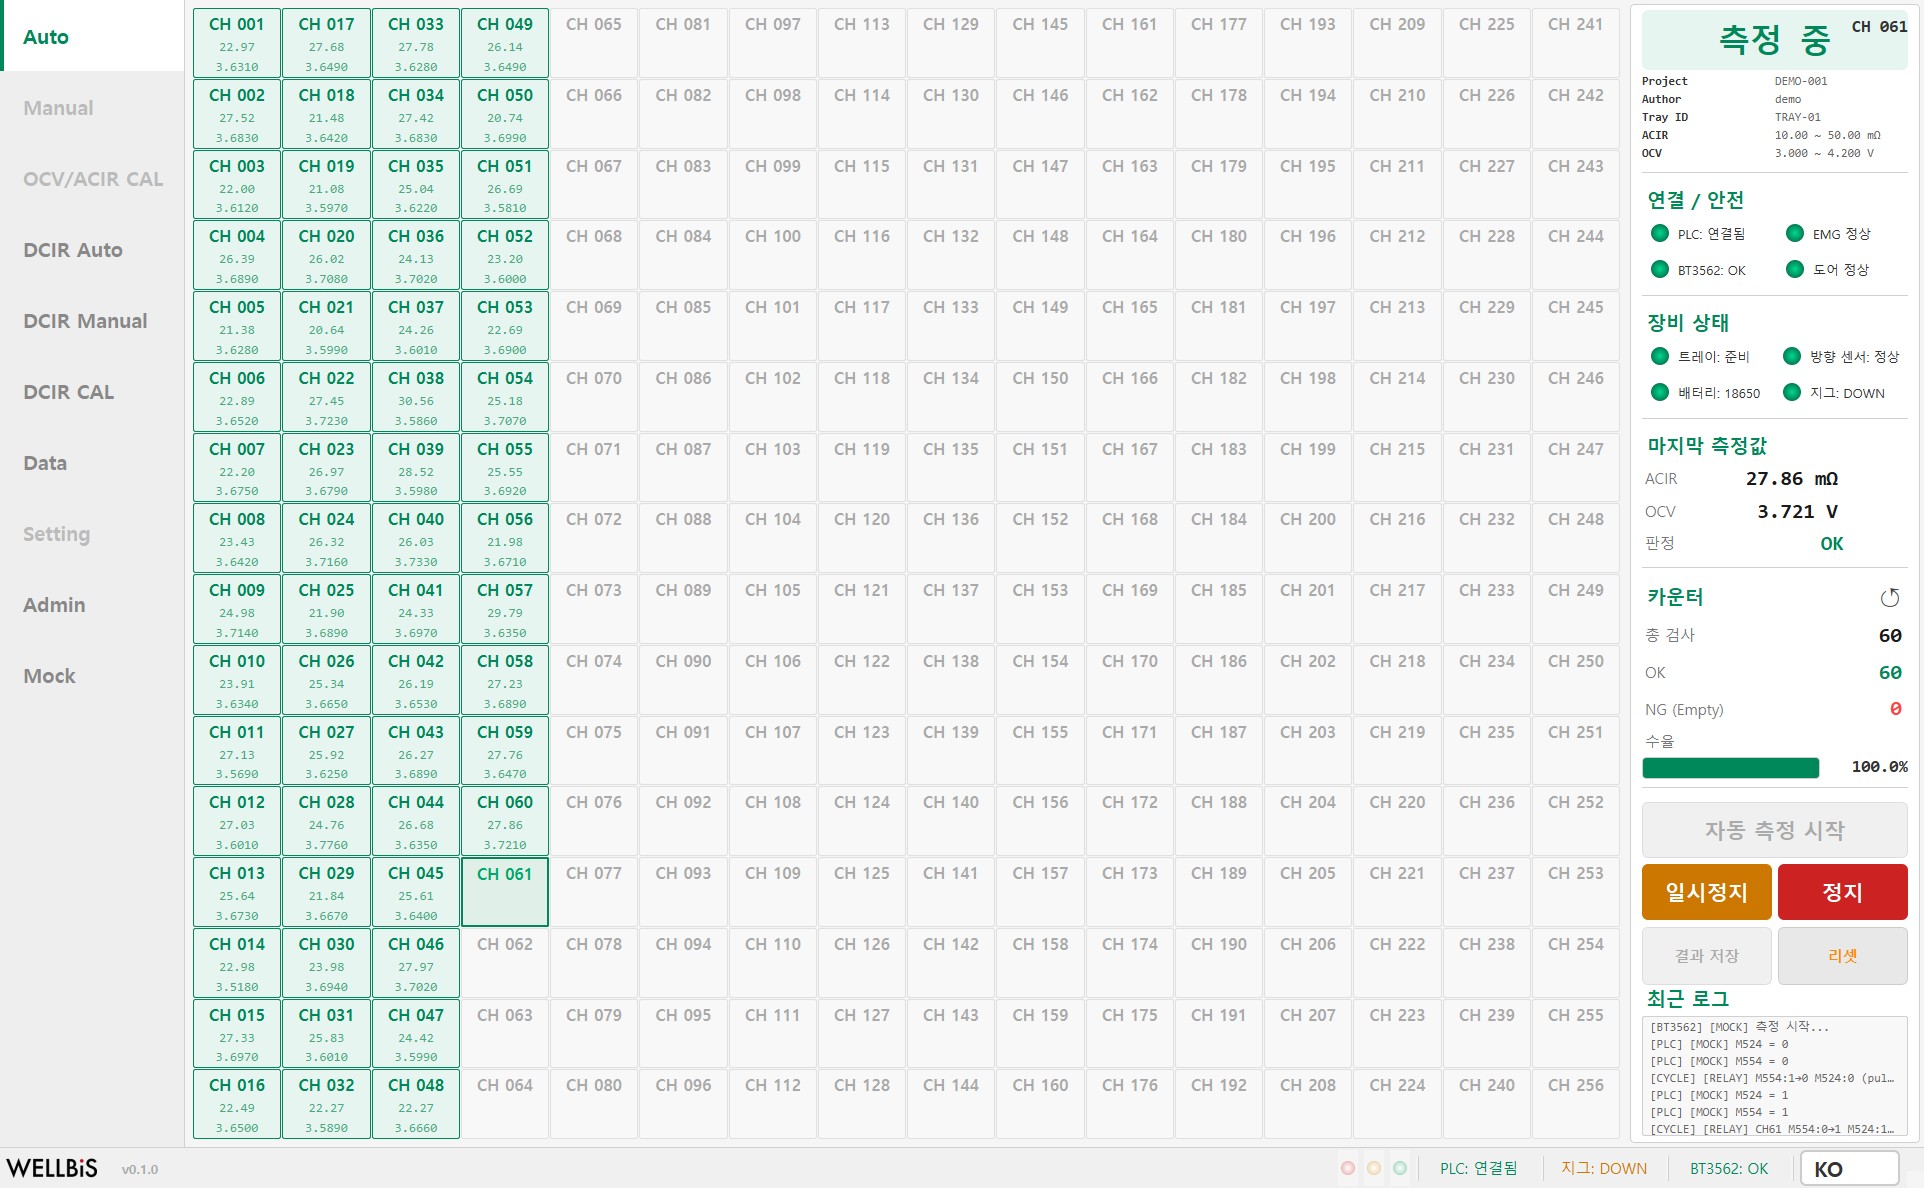 Auto
Manual
OCV/ACIR CAL
DCIR Auto
DCIR Manual
DCIR CAL
Data
Setting
Admin
Mock
CH 001 CH 017 CH 033 CH 049 CH 065 CH 081 CH 097 CH 113 CH 129 CH 145 CH 161 CH 177 CH 193 CH 209 CH 225 CH 241
22.97 27.68 27.78 26.14
3.6310 3.6490 3.6280 3.6490
CH 002 CH 018 CH 034 CH 050 CH 066 CH 082 CH 098 CH 114 CH 130 CH 146 CH 162 CH 178 CH 194 CH 210 CH 226 CH 242
27.52 21.48 27.42 20.74
3.6830 3.6420 3.6830 3.6990
CH 003 CH 019 CH 035 CH 051 CH 067 CH 083 CH 099 CH 115 CH 131 CH 147 CH 163 CH 179 CH 195 CH 211 CH 227 CH 243
22.00 21.08 25.04 26.69
3.6120 3.5970 3.6220 3.5810
CH 004 CH 020 CH 036 CH 052 CH 068 CH 084 CH 100 CH 116 CH 132 CH 148 CH 164 CH 180 CH 196 CH 212 CH 228 CH 244
26.39 26.02 24.13 23.20
3.6890 3.7080 3.7020 3.6000
CH 005 CH 021 CH 037 CH 053 CH 069 CH 085 CH 101 CH 117 CH 133 CH 149 CH 165 CH 181 CH 197 CH 213 CH 229 CH 245
21.38 20.64 24.26 22.69
3.6280 3.5990 3.6010 3.6900
CH 006 CH 022 CH 038 CH 054 CH 070 CH 086 CH 102 CH 118 CH 134 CH 150 CH 166 CH 182 CH 198 CH 214 CH 230 CH 246
22.89 27.45 30.56 25.18
3.6520 3.7230 3.5860 3.7070
CH 007 CH 023 CH 039 CH 055 CH 071 CH 087 CH 103 CH 119 CH 135 CH 151 CH 167 CH 183 CH 199 CH 215 CH 231 CH 247
22.20 26.97 28.52 25.55
3.6750 3.6790 3.5980 3.6920
CH 008 CH 024 CH 040 CH 056 CH 072 CH 088 CH 104 CH 120 CH 136 CH 152 CH 168 CH 184 CH 200 CH 216 CH 232 CH 248
23.43 26.32 26.03 21.98
3.6420 3.7160 3.7330 3.6710
CH 009 CH 025 CH 041 CH 057 CH 073 CH 089 CH 105 CH 121 CH 137 CH 153 CH 169 CH 185 CH 201 CH 217 CH 233 CH 249
24.98 21.90 24.33 29.79
3.7140 3.6890 3.6970 3.6350
CH 010 CH 026 CH 042 CH 058 CH 074 CH 090 CH 106 CH 122 CH 138 CH 154 CH 170 CH 186 CH 202 CH 218 CH 234 CH 250
23.91 25.34 26.19 27.23
3.6340 3.6650 3.6530 3.6890
CH 011 CH 027 CH 043 CH 059 CH 075 CH 091 CH 107 CH 123 CH 139 CH 155 CH 171 CH 187 CH 203 CH 219 CH 235 CH 251
27.13 25.92 26.27 27.76
3.5690 3.6250 3.6890 3.6470
CH 012 CH 028 CH 044 CH 060 CH 076 CH 092 CH 108 CH 124 CH 140 CH 156 CH 172 CH 188 CH 204 CH 220 CH 236 CH 252
27.03 24.76 26.68 27.86
3.6010 3.7760 3.6350 3.7210
CH 013 CH 029 CH 045 CH 061 CH 077 CH 093 CH 109 CH 125 CH 141 CH 157 CH 173 CH 189 CH 205 CH 221 CH 237 CH 253
25.64 21.84 25.61
3.6730 3.6670 3.6400
CH 014 CH 030 CH 046 CH 062 CH 078 CH 094 CH 110 CH 126 CH 142 CH 158 CH 174 CH 190 CH 206 CH 222 CH 238 CH 254
22.98 23.98 27.97
3.5180 3.6940 3.7020
CH 015 CH 031 CH 047 CH 063 CH 079 CH 095 CH 111 CH 127 CH 143 CH 159 CH 175 CH 191 CH 207 CH 223 CH 239 CH 255
27.33 25.83 24.42
3.6970 3.6010 3.5990
CH 016 CH 032 CH 048 CH 064 CH 080 CH 096 CH 112 CH 128 CH 144 CH 160 CH 176 CH 192 CH 208 CH 224 CH 240 CH 256
22.49 22.27 22.27
3.6500 3.5890 3.6660
측정 중 CH 061
Project DEMO-001
Author demo
Tray ID TRAY-01
ACIR 10.00 ~ 50.00 mΩ
OCV 3.000 ~ 4.200 V
연결 / 안전
PLC: 연결됨 EMG 정상
BT3562: OK 도어 정상
장비 상태
트레이: 준비 방향 센서: 정상
배터리: 18650 지그: DOWN
마지막 측정값
ACIR 27.86 mΩ
OCV 3.721 V
판정 OK
카운터
총 검사 60
OK 60
NG (Empty) 0
수율
100.0%
자동 측정 시작
일시정지 정지
결과 저장 리셋
최근 로그
[BT3562] [MOCK] 측정 시작...
[PLC] [MOCK] M524 = 0
[PLC] [MOCK] M554 = 0
[CYCLE] [RELAY] M554:1→0 M524:0 (pul…
[PLC] [MOCK] M524 = 1
[PLC] [MOCK] M554 = 1
[CYCLE] [RELAY] CH61 M554:0→1 M524:1…
WELLBiS v0.1.0 PLC: 연결됨 지그: DOWN BT3562: OK KO